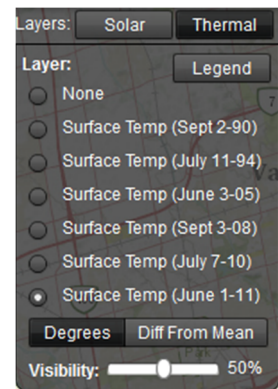 Layers: Solar Thermal
Layer: Legend
None
Surface Temp (Sept 2-90)
7
Surface Temp (July 11-94)
Surface Temp (June 3-05)
Surface Temp (Sept 3-08)
Surface Temp (July 7-10)
Surface Temp (June 1-11)
Degrees Diff From Mean
Park
Visibility: 50%